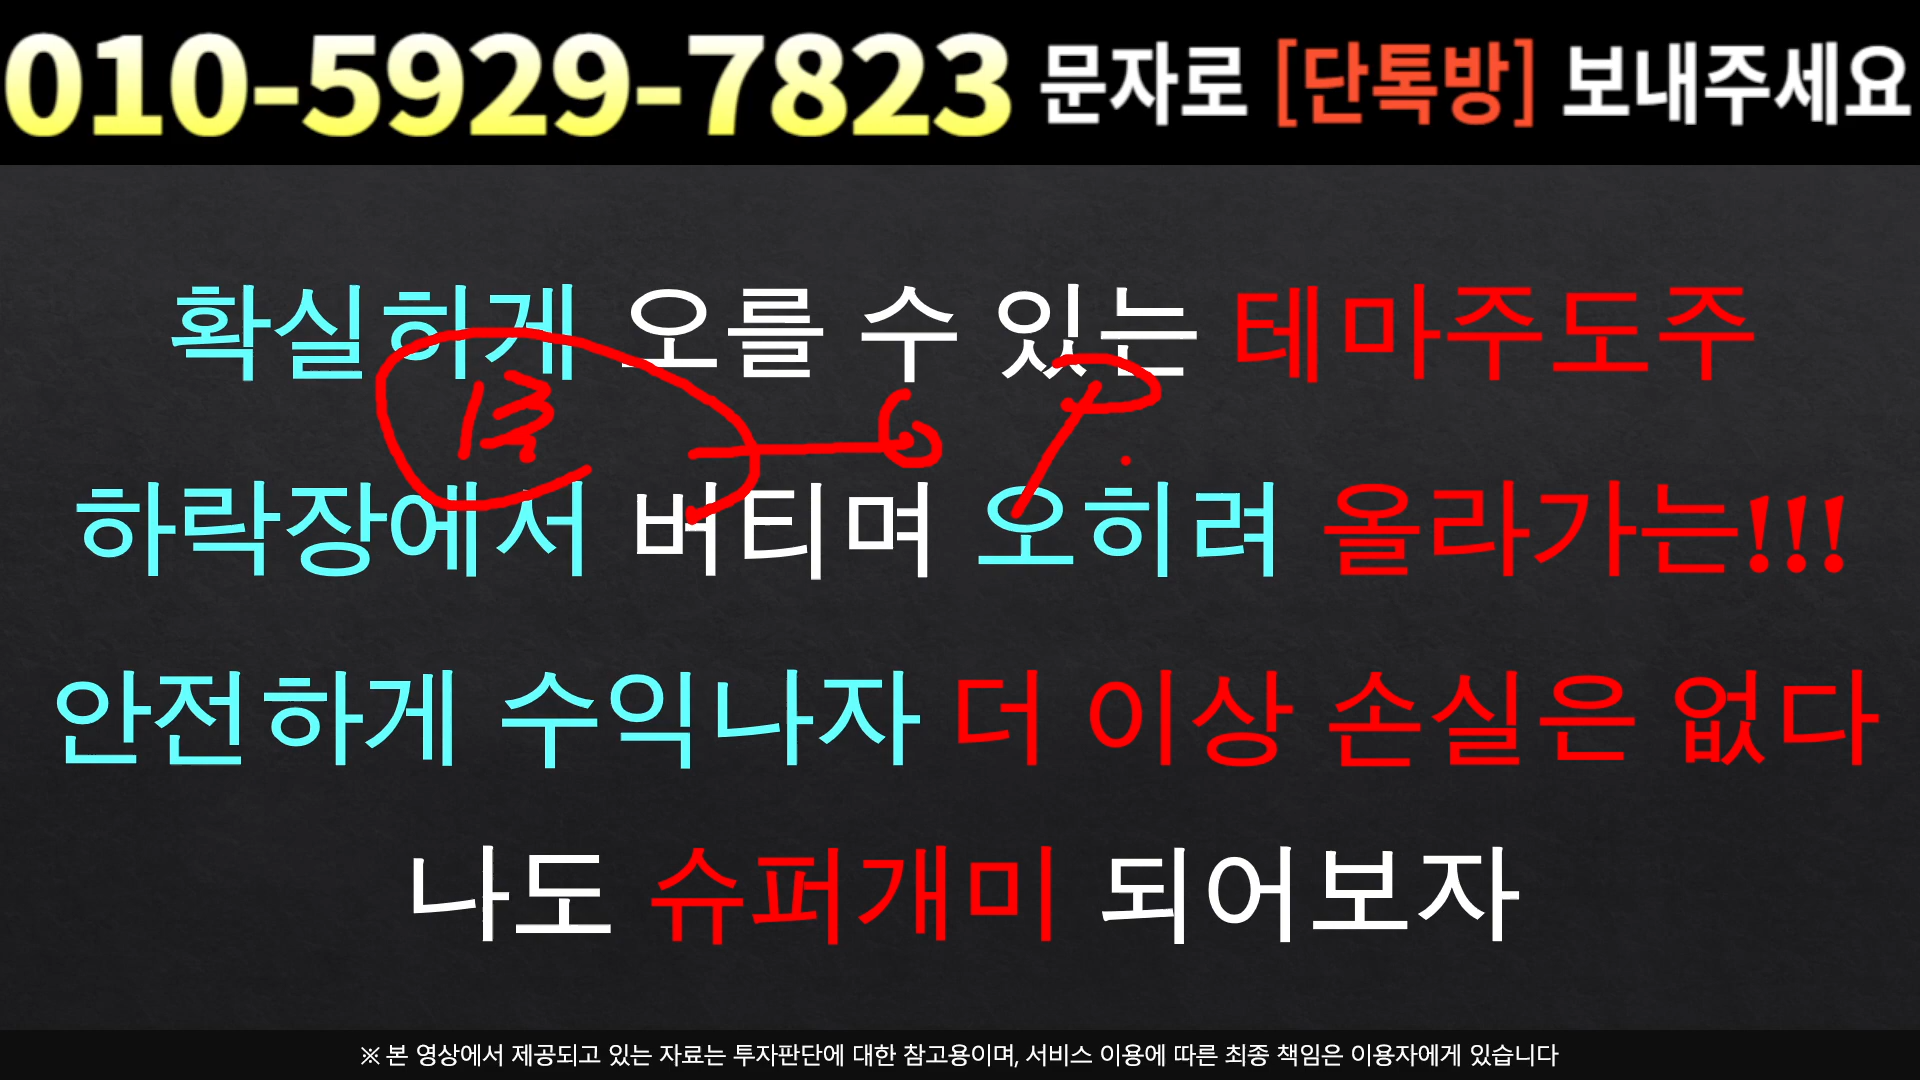 010-5929-7823 문자로 [단톡방] 보내주세요
확실하게 오를 수 있는 테마주도주
하락장에서 버티며 오히려 올라가는!!!
안전하게 수익나자 더 이상 손실은 없다
나도 슈퍼개미 되어보자
※ 본 영상에서 제공되고 있는 자료는 투자판단에 대한 참고용이며, 서비스 이용에 따른 최종 책임은 이용자에게 있습니다